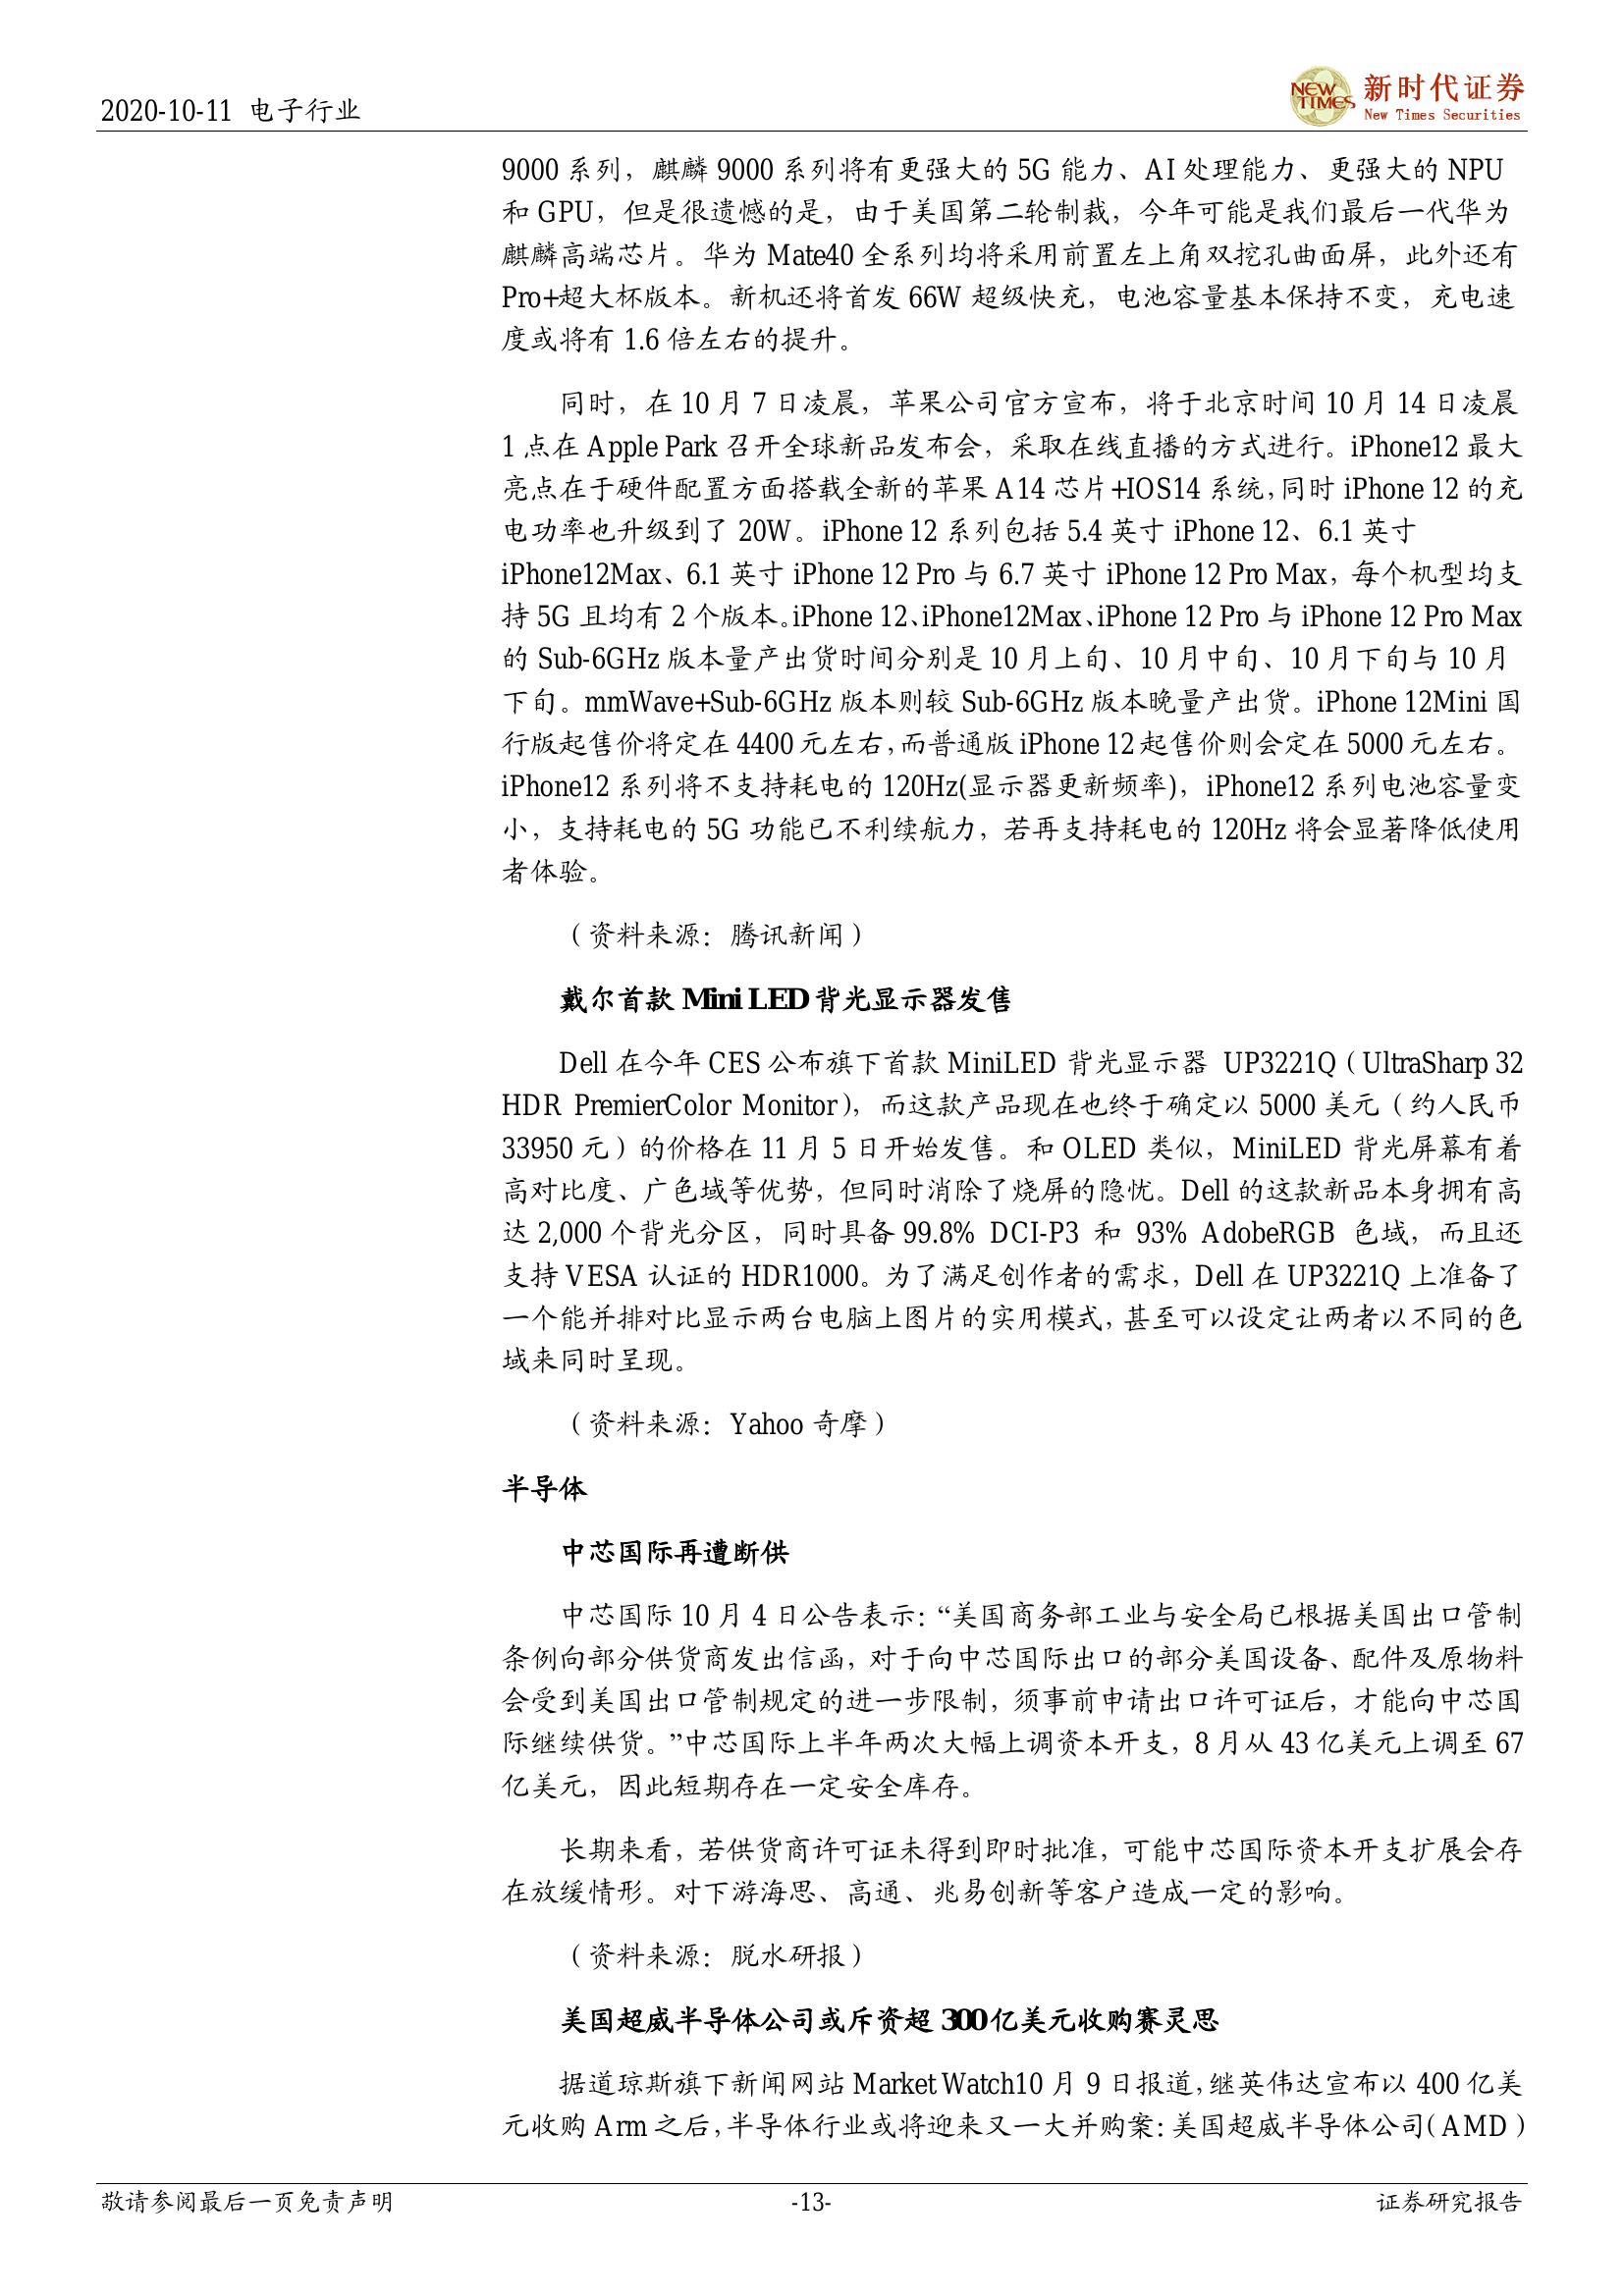 2020-10-11 电子行业
NEW TIMES 新时代证券
New Times Securities
9000 系列，麒麟 9000 系列将有更强大的 5G 能力、AI 处理能力、更强大的 NPU
和 GPU，但是很遗憾的是，由于美国第二轮制裁，今年可能是我们最后一代华为
麒麟高端芯片。华为 Mate40 全系列均将采用前置左上角双挖孔曲面屏，此外还有
Pro+超大杯版本。新机还将首发 66W 超级快充，电池容量基本保持不变，充电速
度或将有 1.6 倍左右的提升。
同时，在 10 月 7 日凌晨，苹果公司官方宣布，将于北京时间 10 月 14 日凌晨
1 点在 Apple Park 召开全球新品发布会，采取在线直播的方式进行。iPhone12 最大
亮点在于硬件配置方面搭载全新的苹果 A14 芯片+IOS14 系统，同时 iPhone 12 的充
电功率也升级到了 20W。iPhone 12 系列包括 5.4 英寸 iPhone 12、6.1 英寸
iPhone12Max、6.1 英寸 iPhone 12 Pro 与 6.7 英寸 iPhone 12 Pro Max，每个机型均支
持 5G 且均有 2 个版本。iPhone 12、iPhone12Max、iPhone 12 Pro 与 iPhone 12 Pro Max
的 Sub-6GHz 版本量产出货时间分别是 10 月上旬、10 月中旬、10 月下旬与 10 月
下旬。mmWave+Sub-6GHz 版本则较 Sub-6GHz 版本晚量产出货。iPhone 12Mini 国
行版起售价将定在 4400 元左右，而普通版 iPhone 12 起售价则会定在 5000 元左右。
iPhone12 系列将不支持耗电的 120Hz(显示器更新频率)，iPhone12 系列电池容量变
小，支持耗电的 5G 功能已不利续航力，若再支持耗电的 120Hz 将会显著降低使用
者体验。
（资料来源：腾讯新闻）
戴尔首款 Mini LED 背光显示器发售
Dell 在今年 CES 公布旗下首款 MiniLED 背光显示器 UP3221Q（UltraSharp 32
HDR PremierColor Monitor），而这款产品现在也终于确定以 5000 美元（约人民币
33950 元）的价格在 11 月 5 日开始发售。和 OLED 类似，MiniLED 背光屏幕有着
高对比度、广色域等优势，但同时消除了烧屏的隐忧。Dell 的这款新品本身拥有高
达 2,000 个背光分区，同时具备 99.8% DCI-P3 和 93% AdobeRGB 色域，而且还
支持 VESA 认证的 HDR1000。为了满足创作者的需求，Dell 在 UP3221Q 上准备了
一个能并排对比显示两台电脑上图片的实用模式，甚至可以设定让两者以不同的色
域来同时呈现。
（资料来源：Yahoo 奇摩）
半导体
中芯国际再遭断供
中芯国际 10 月 4 日公告表示：“美国商务部工业与安全局已根据美国出口管制
条例向部分供货商发出信函，对于向中芯国际出口的部分美国设备、配件及原物料
会受到美国出口管制规定的进一步限制，须事前申请出口许可证后，才能向中芯国
际继续供货。”中芯国际上半年两次大幅上调资本开支，8 月从 43 亿美元上调至 67
亿美元，因此短期存在一定安全库存。
长期来看，若供货商许可证未得到即时批准，可能中芯国际资本开支扩展会存
在放缓情形。对下游海思、高通、兆易创新等客户造成一定的影响。
（资料来源：脱水研报）
美国超威半导体公司或斥资超 300 亿美元收购赛灵思
据道琼斯旗下新闻网站 Market Watch10 月 9 日报道，继英伟达宣布以 400 亿美
元收购 Arm 之后，半导体行业或将迎来又一大并购案：美国超威半导体公司（AMD）
敬请参阅最后一页免责声明
-13-
证券研究报告